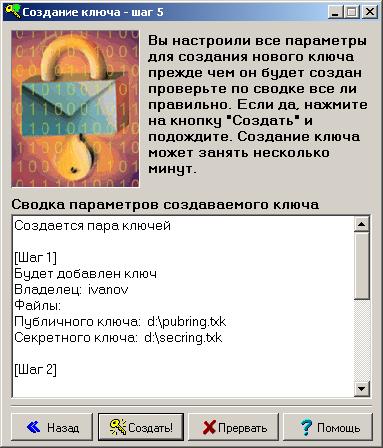 Создание ключа - шаг 5
Вы настроили все параметры
для создания нового ключа
прежде чем он будет создан
проверьте по сводке все ли
правильно. Если да, нажмите
на кнопку "Создать" и
подождите. Создание ключа
может занять несколько
минут.
Сводка параметров создаваемого ключа
Создается пара ключей
[Шаг 1]
Будет добавлен ключ
Владелец: ivanov
Файлы:
Публичного ключа: d:\pubring.txk
Секретного ключа: d:\secring.txk
[Шаг 2]
Назад
Создать!
Прервать
Помощь